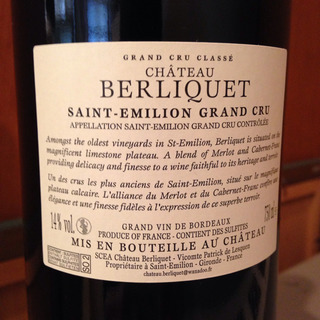 GRAND CRU CLASSÉ
CHÂTEAU
BERLIQUET
SAINT-EMILION GRAND CRU
APPELLATION SAINT-EMILION GRAND CRU CONTRÔLÉE
Amongst the oldest vineyards in St-Emilion, Berliquet is situated on the
magnificent limestone plateau. A blend of Merlot and Cabernet-Franc
providing delicacy and finesse to a wine faithful to its heritage and terroir.
Un des crus les plus anciens de Saint-Emilion, situé sur le magnifique
plateau calcaire. L'alliance du Merlot et du Cabernet-Franc confère
élégance et une finesse fidèles à l'expression de ce superbe terroir.
14% vol.
GRAND VIN DE BORDEAUX
PRODUCE OF FRANCE - CONTIENT DES SULFITES
MIS EN BOUTEILLE AU CHÂTEAU
SCEA Château Berliquet - Vicomte Patrick de Lesquen
Propriétaire à Saint-Emilion - Gironde - France
chateau.berliquet@wanadoo.fr